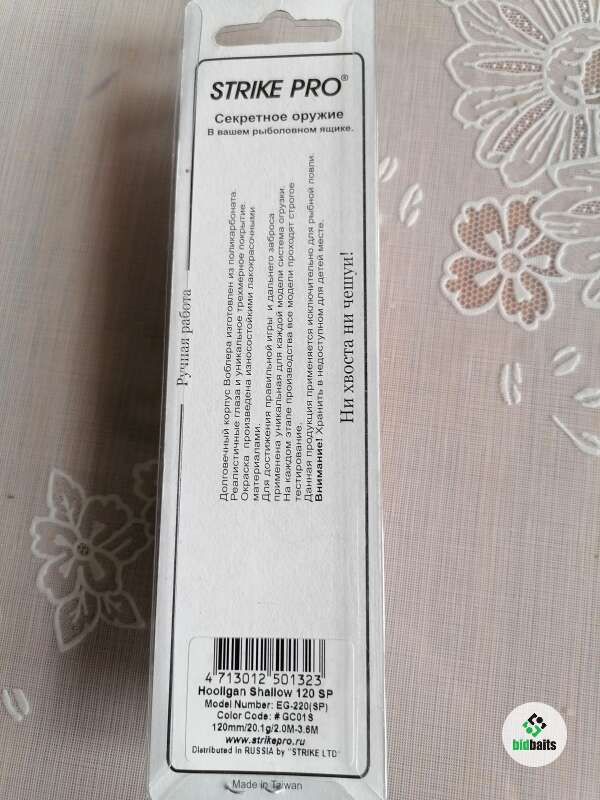 STRIKE PRO®
Секретное оружие
В вашем рыболовном ящике.
Ручная работа
Долговечный корпус Воблера изготовлен из поликарбоната.
Реалистичные глаза и уникальное трехмерное покрытие.
Окраска произведена износостойкими лакокрасочными
материалами.
Для достижения правильной игры и дальнего заброса
применена уникальная для каждой модели система огрузки.
На каждом этапе производства все модели проходят строгое
тестирование.
Данная продукция применяется исключительно для рыбной ловли.
Внимание! Хранить в недоступном для детей месте.
Ни хвоста ни чешуи!
4 713012 501323
Hooligan Shallow 120 SP
Model Number: EG-220(SP)
Color Code: # GC01S
120mm/20.1g/2.0M-3.6M
www.strikepro.ru
Distributed in RUSSIA by "STRIKE LTD"
Made in Taiwan
bidbaits